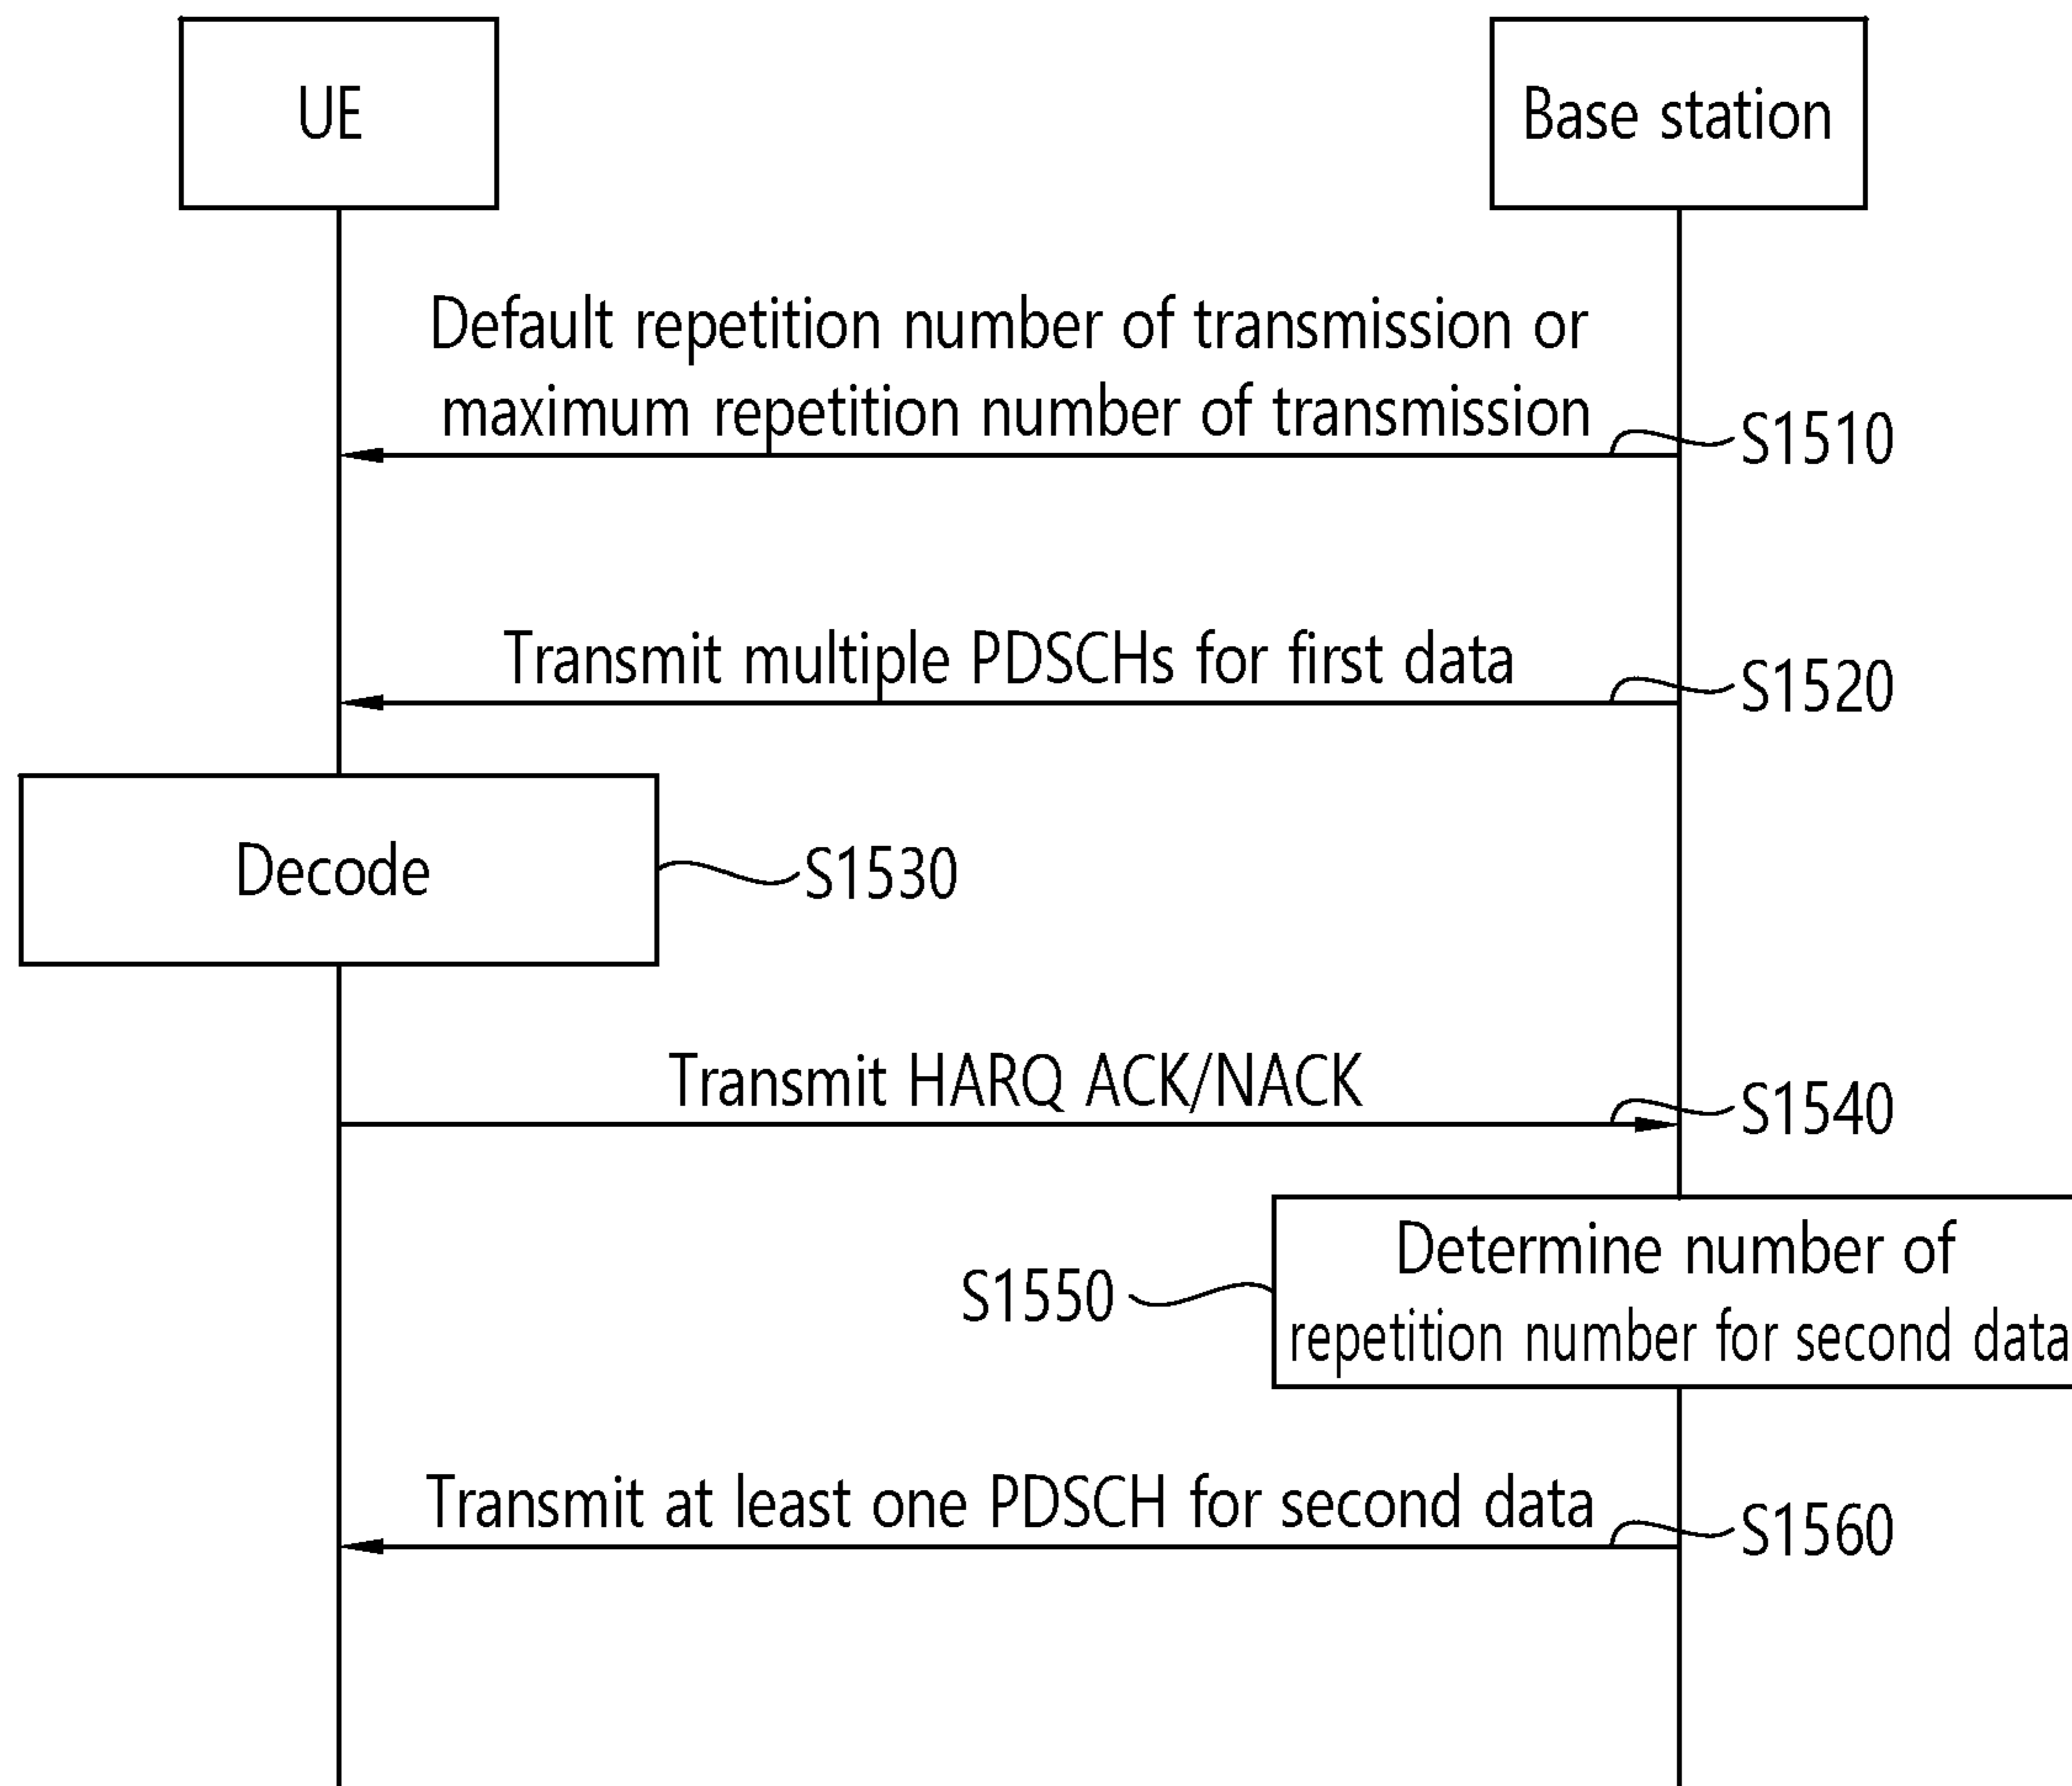 UE
Base station
Default repetition number of transmission or
maximum repetition number of transmission
S1510
Transmit multiple PDSCHs for first data
S1520
Decode
S1530
Transmit HARQ ACK/NACK
S1540
Determine number of
repetition number for second data
S1550
Transmit at least one PDSCH for second data
S1560